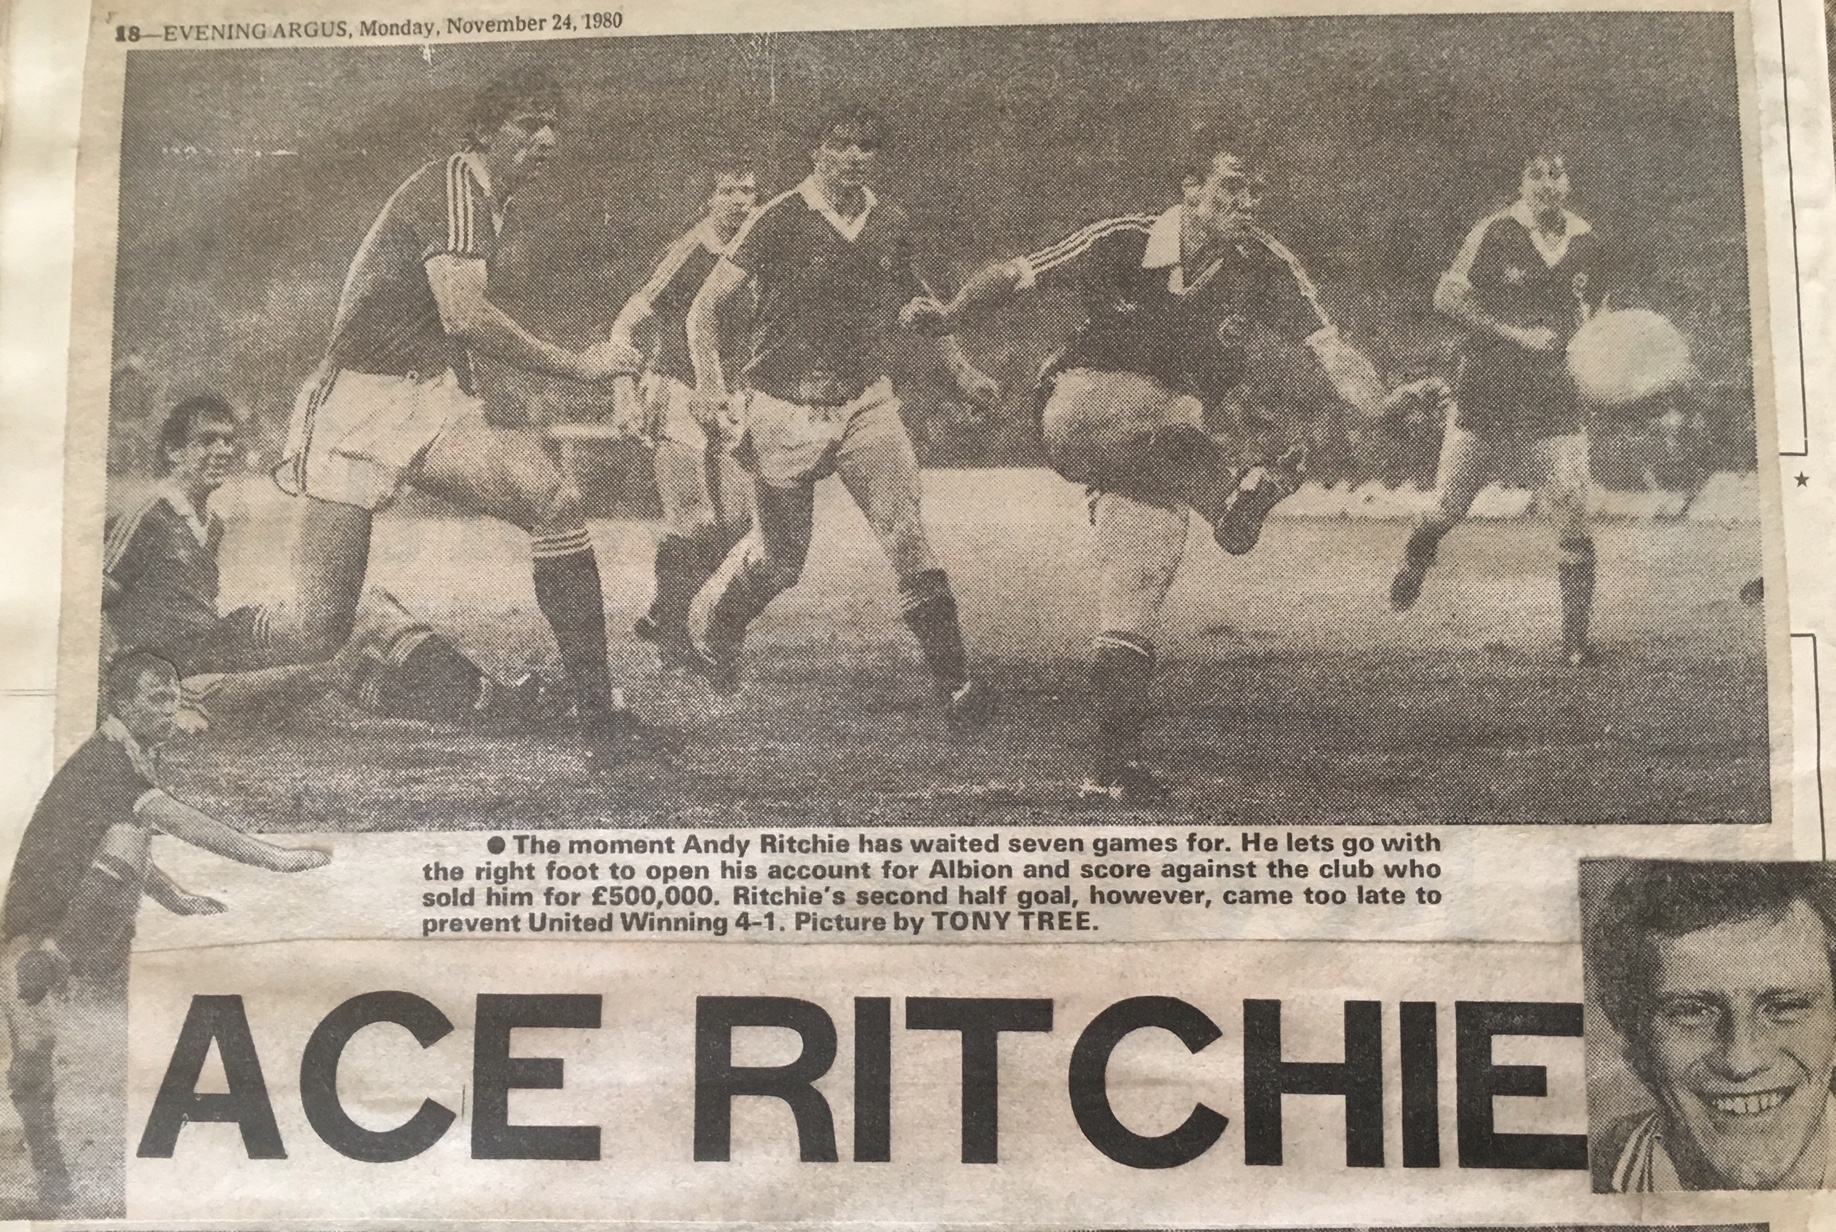 18—EVENING ARGUS, Monday, November 24, 1980
● The moment Andy Ritchie has waited seven games for. He lets go with
the right foot to open his account for Albion and score against the club who
sold him for £500,000. Ritchie's second half goal, however, came too late to
prevent United Winning 4-1. Picture by TONY TREE.
ACE RITCHIE